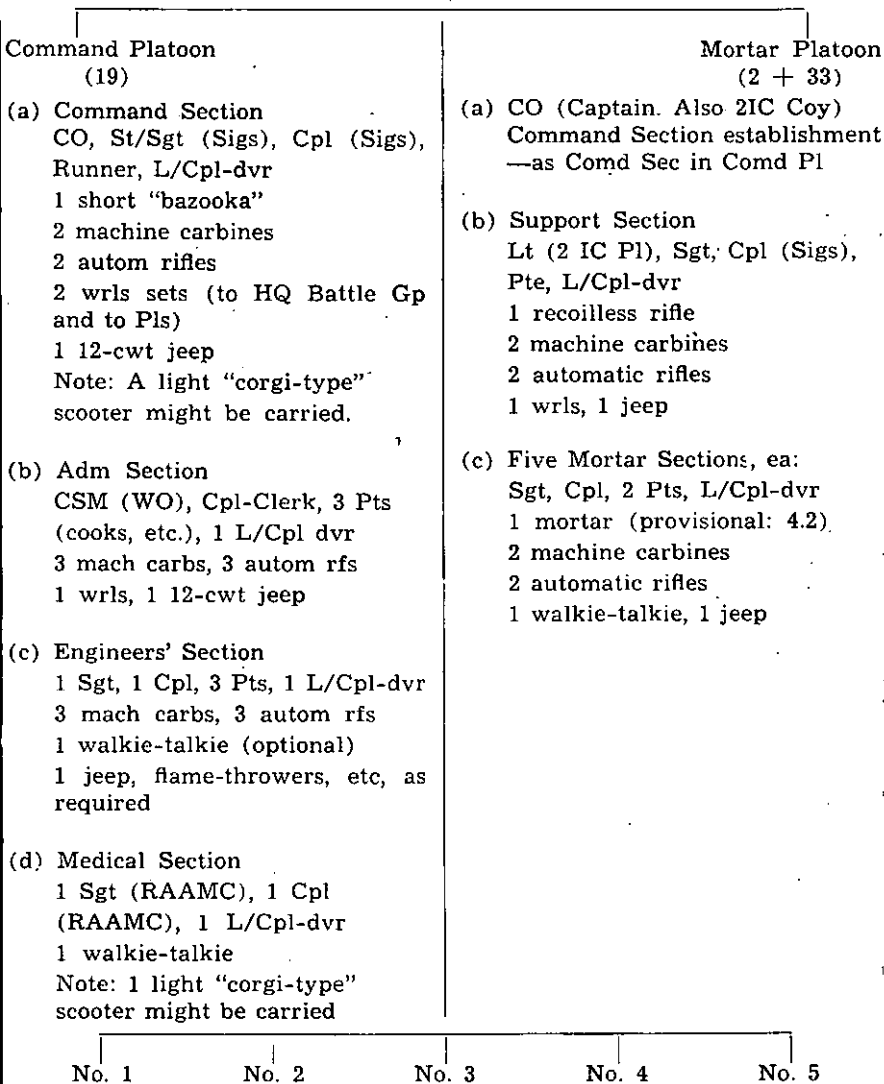 Command Platoon
(19)
(a) Command Section
CO, St/Sgt (Sigs), Cpl (Sigs),
Runner, L/Cpl-dvr
1 short “bazooka”
2 machine carbines
2 autom rifles
2 wrls sets (to HQ Battle Gp
and to Pls)
1 12-cwt jeep
Note: A light “corgi-type”
scooter might be carried.
(b) Adm Section
CSM (WO), Cpl-Clerk, 3 Pts
(cooks, etc.), 1 L/Cpl dvr
3 mach carbs, 3 autom rfs
1 wrls, 1 12-cwt jeep
(c) Engineers’ Section
1 Sgt, 1 Cpl, 3 Pts, 1 L/Cpl-dvr
3 mach carbs, 3 autom rfs
1 walkie-talkie (optional)
1 jeep, flame-throwers, etc, as
required
(d) Medical Section
1 Sgt (RAAMC), 1 Cpl
(RAAMC), 1 L/Cpl-dvr
1 walkie-talkie
Note: 1 light “corgi-type”
scooter might be carried
Mortar Platoon
(2 + 33)
(a) CO (Captain. Also 2IC Coy)
Command Section establishment
—as Comd Sec in Comd Pl
(b) Support Section
Lt (2 IC Pl), Sgt, Cpl (Sigs),
Pte, L/Cpl-dvr
1 recoilless rifle
2 machine carbines
2 automatic rifles
1 wrls, 1 jeep
(c) Five Mortar Sections, ea:
Sgt, Cpl, 2 Pts, L/Cpl-dvr
1 mortar (provisional: 4.2)
2 machine carbines
2 automatic rifles
1 walkie-talkie, 1 jeep
No. 1 No. 2 No. 3 No. 4 No. 5